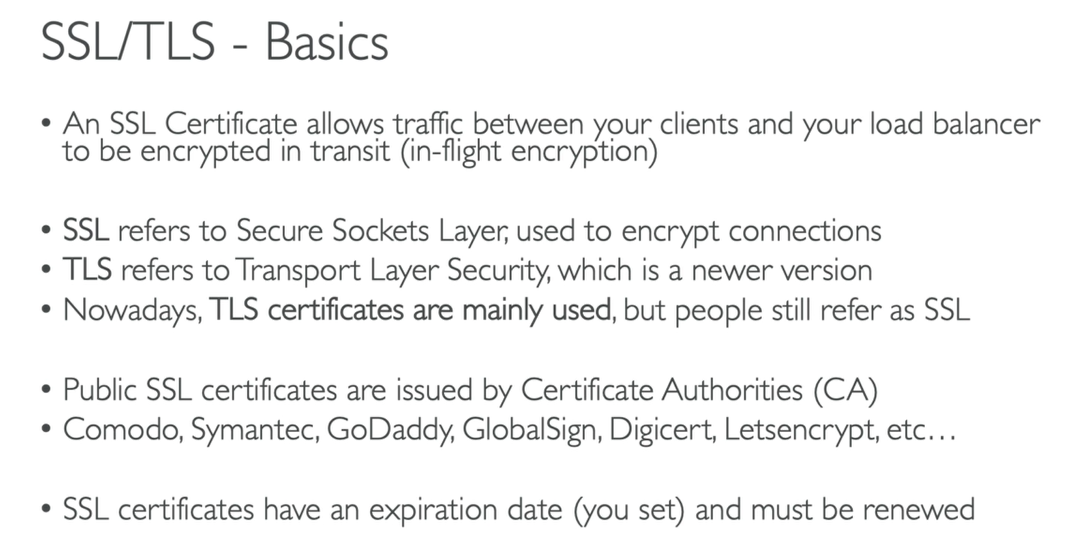 SSL/TLS - Basics
• An SSL Certificate allows traffic between your clients and your load balancer
to be encrypted in transit (in-flight encryption)
• SSL refers to Secure Sockets Layer, used to encrypt connections
• TLS refers to Transport Layer Security, which is a newer version
• Nowadays, TLS certificates are mainly used, but people still refer as SSL
• Public SSL certificates are issued by Certificate Authorities (CA)
• Comodo, Symantec, GoDaddy, GlobalSign, Digicert, Letsencrypt, etc…
• SSL certificates have an expiration date (you set) and must be renewed